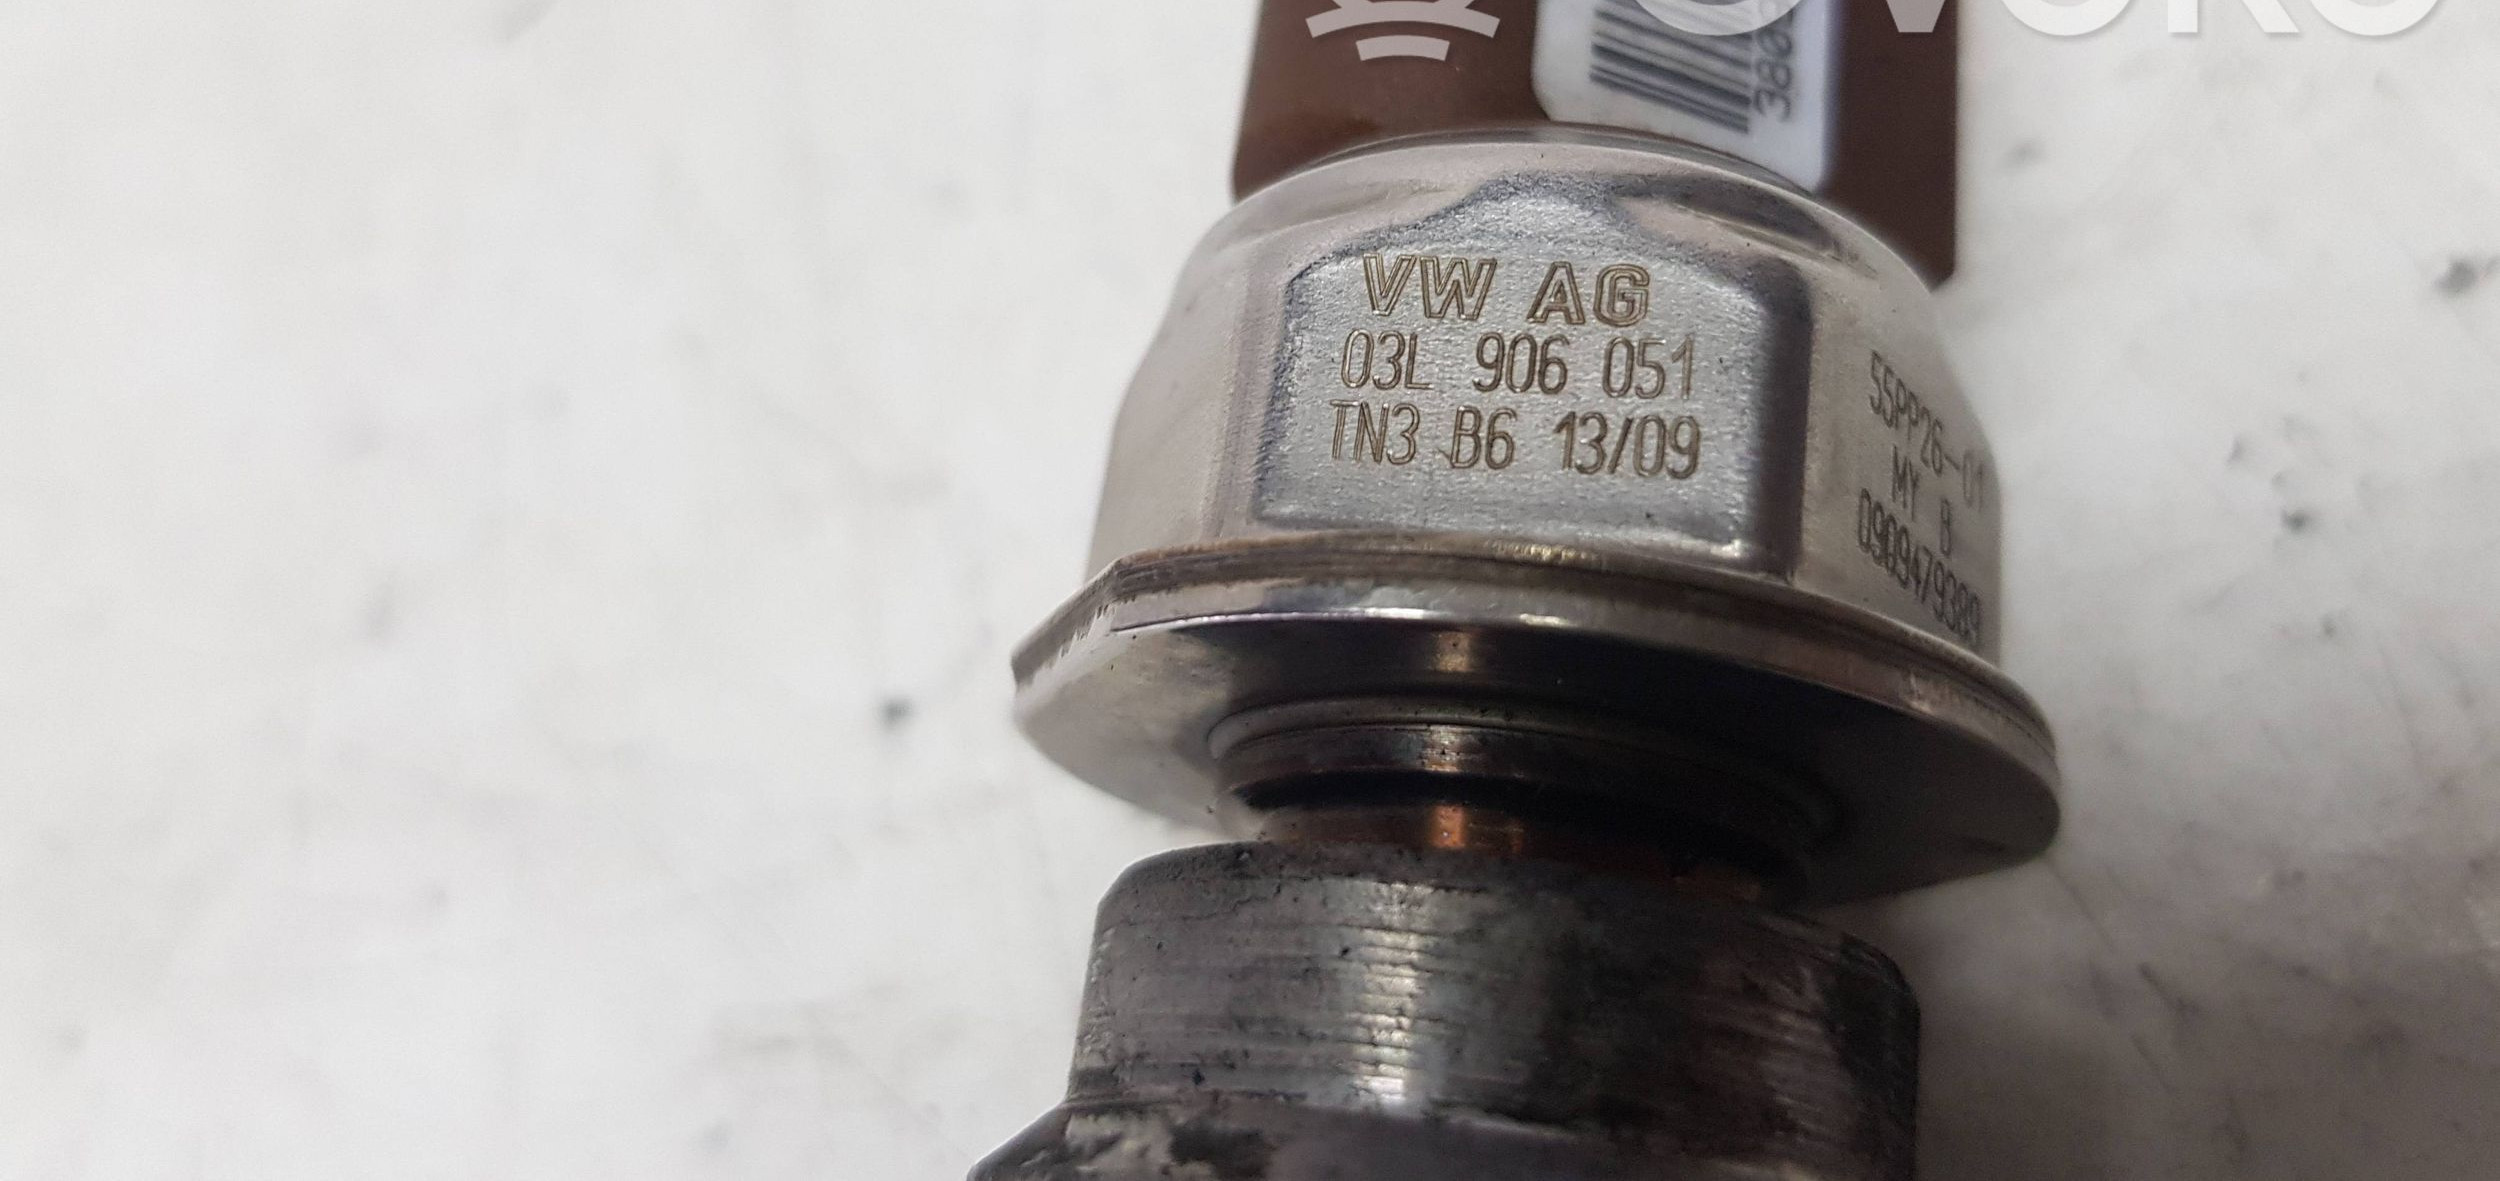 VW AG
03L 906 051
TN3 B6 13/09
55PP26-01
MY B
0909479389